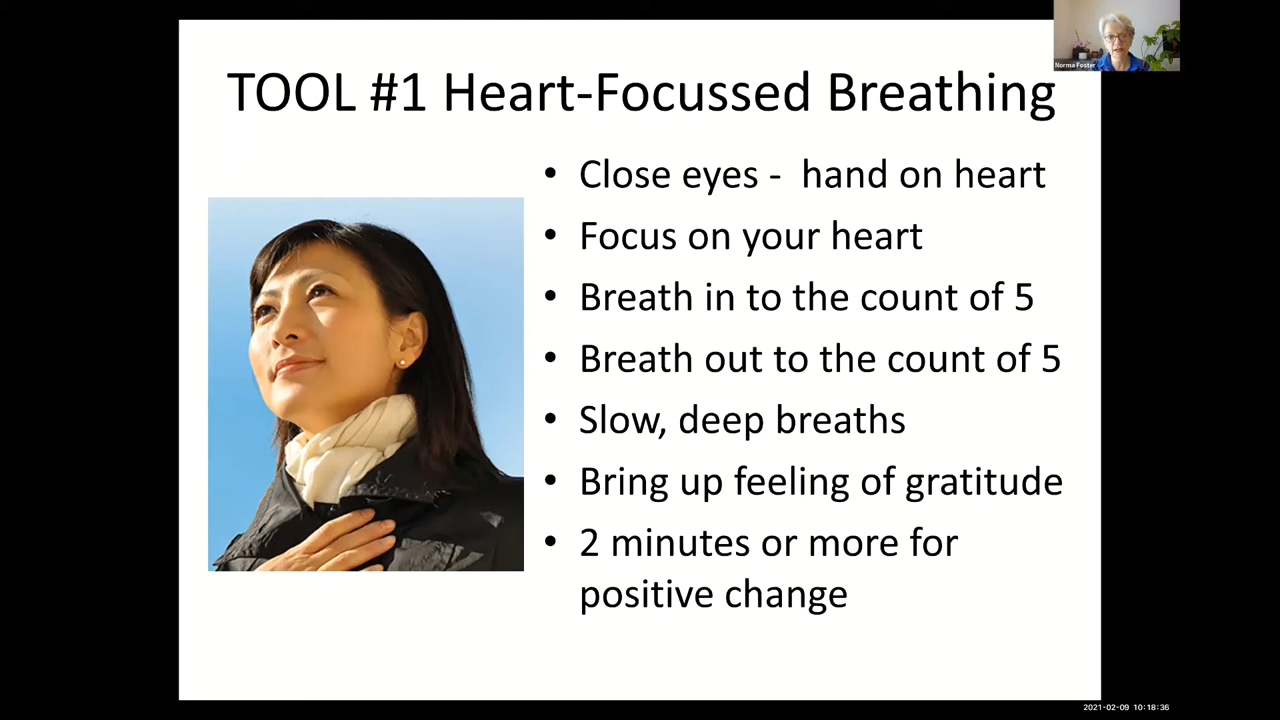 Norma Foster
TOOL #1 Heart-Focussed Breathing
• Close eyes -  hand on heart
• Focus on your heart
• Breath in to the count of 5
• Breath out to the count of 5
• Slow, deep breaths
• Bring up feeling of gratitude
• 2 minutes or more for
positive change
2021-02-09 10:18:36